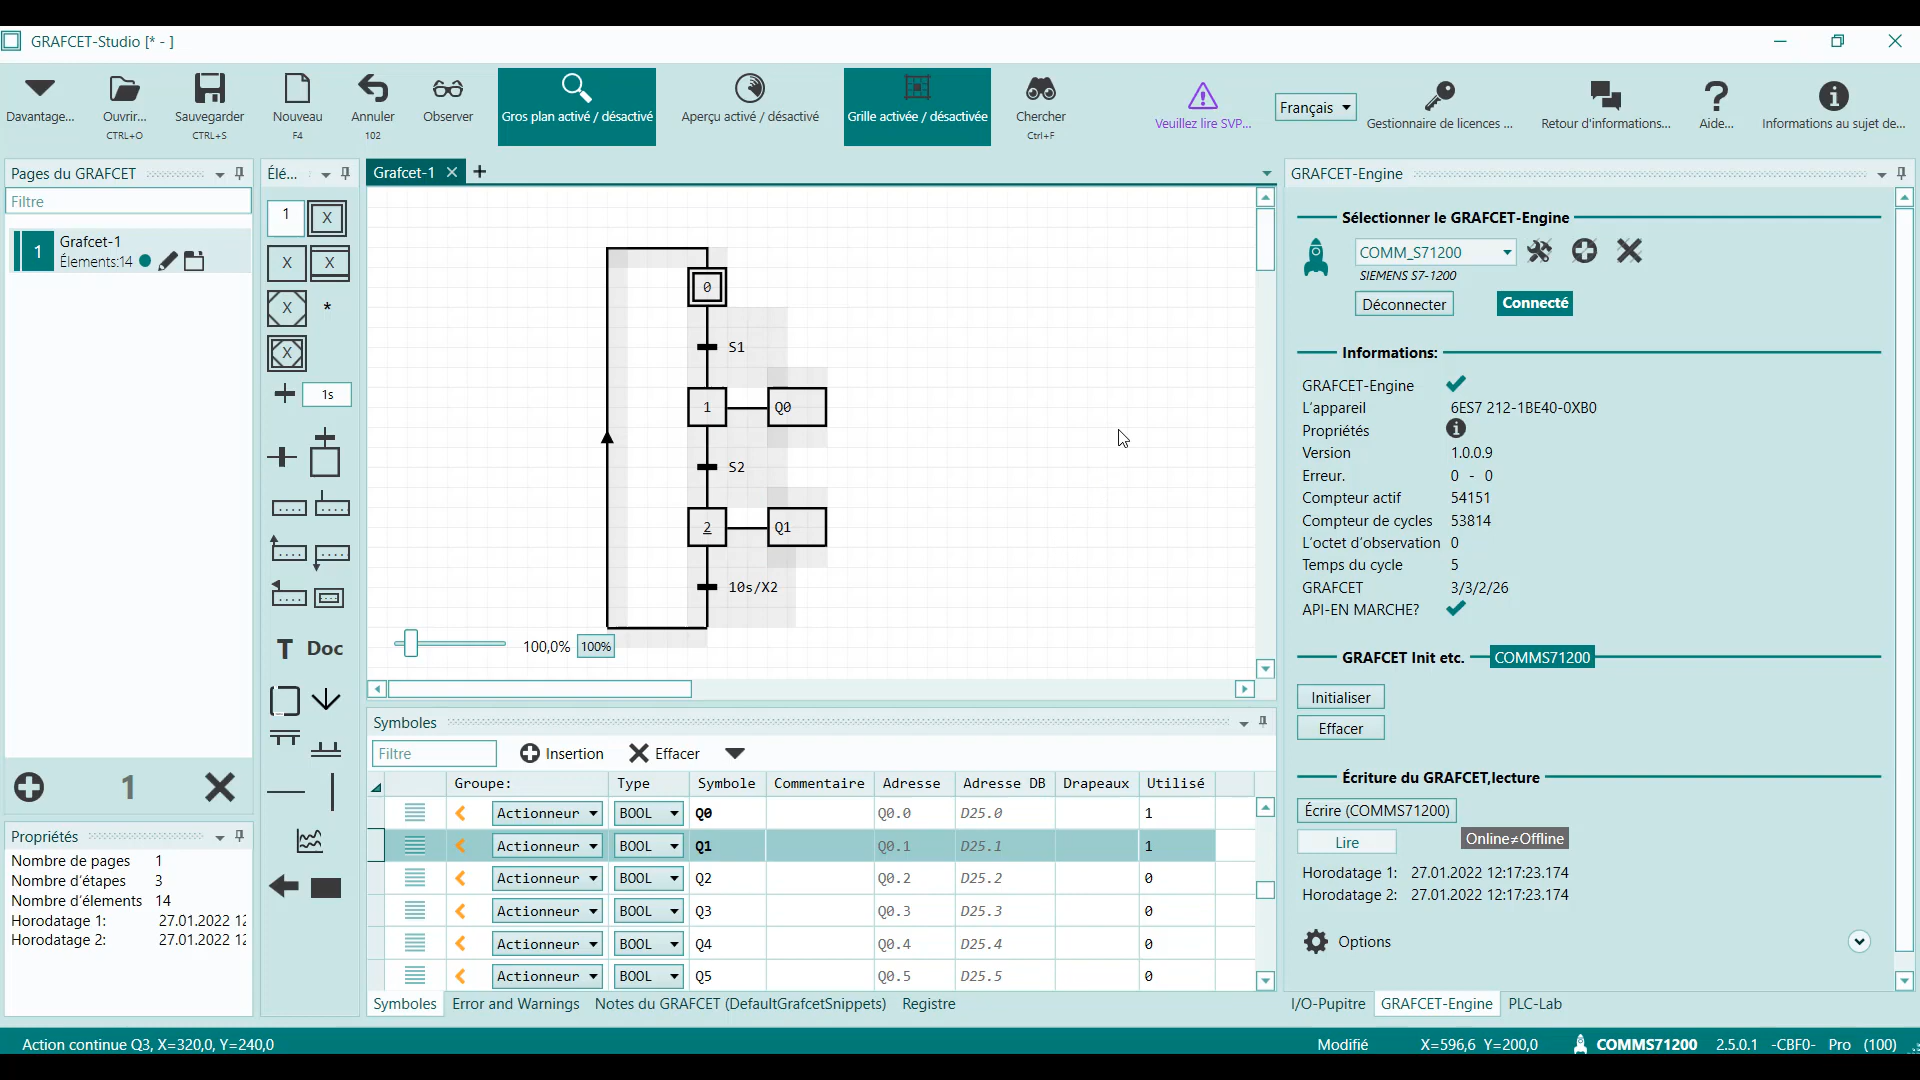 GRAFCET-Studio [* - ]
Davantage...
Ouvrir...
CTRL+O
Sauvegarder
CTRL+S
Nouveau
F4
Annuler
102
Observer
Gros plan activé / désactivé
Aperçu activé / désactivé
Grille activée / désactivée
Chercher
Ctrl+F
Veuillez lire SVP...
Français
Gestionnaire de licences ...
Retour d'informations...
Aide...
Informations au sujet de...
Pages du GRAFCET
Filtre
1
Grafcet-1
Élements:14
1
Propriétés
Nombre de pages 1
Nombre d'étapes 3
Nombre d'élements 14
Horodatage 1: 27.01.2022 12
Horodatage 2: 27.01.2022 12
Élé...
1 X
X X
X *
X
1s
T Doc
Grafcet-1
0
S1
1 Q0
S2
2 Q1
10s/X2
100,0% 100%
Symboles
Filtre
Insertion
Effacer
Groupe: Type Symbole Commentaire Adresse Adresse DB Drapeaux Utilisé
Actionneur BOOL Q0 Q0.0 D25.0 1
Actionneur BOOL Q1 Q0.1 D25.1 1
Actionneur BOOL Q2 Q0.2 D25.2 0
Actionneur BOOL Q3 Q0.3 D25.3 0
Actionneur BOOL Q4 Q0.4 D25.4 0
Actionneur BOOL Q5 Q0.5 D25.5 0
Symboles Error and Warnings Notes du GRAFCET (DefaultGrafcetSnippets) Registre
GRAFCET-Engine
Sélectionner le GRAFCET-Engine
COMM_S71200
SIEMENS S7-1200
Déconnecter
Connecté
Informations:
GRAFCET-Engine
L'appareil 6ES7 212-1BE40-0XB0
Propriétés
Version 1.0.0.9
Erreur. 0 - 0
Compteur actif 54151
Compteur de cycles 53814
L'octet d'observation 0
Temps du cycle 5
GRAFCET 3/3/2/26
API-EN MARCHE?
GRAFCET Init etc. COMMS71200
Initialiser
Effacer
Écriture du GRAFCET,lecture
Écrire (COMMS71200)
Lire
Online≠Offline
Horodatage 1: 27.01.2022 12:17:23.174
Horodatage 2: 27.01.2022 12:17:23.174
Options
I/O-Pupitre GRAFCET-Engine PLC-Lab
Action continue Q3, X=320,0, Y=240,0
Modifié
X=596,6 Y=200,0
COMMS71200 2.5.0.1 -CBF0- Pro (100)